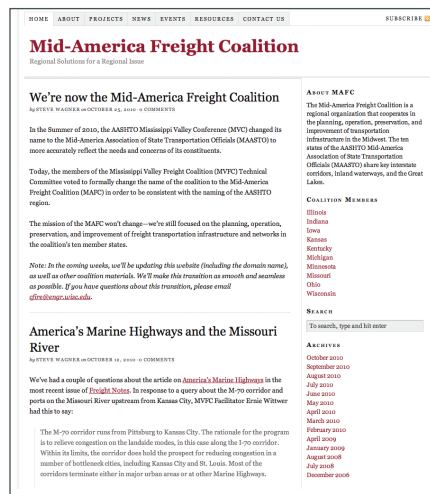 HOME ABOUT PROJECTS NEWS EVENTS RESOURCES CONTACT US SUBSCRIBE
Mid-America Freight Coalition
Regional Solutions for a Regional Issue
We're now the Mid-America Freight Coalition
by STEVE WAGNER on OCTOBER 25, 2010 · 0 COMMENTS
In the Summer of 2010, the AASHTO Mississippi Valley Conference (MVC) changed its
name to the Mid-America Association of State Transportation Officials (MAASTO) to
more accurately reflect the needs and concerns of its constituents.
Today, the members of the Mississippi Valley Freight Coalition (MVFC) Technical
Committee voted to formally change the name of the coalition to the Mid-America
Freight Coalition (MAFC) in order to be consistent with the naming of the AASHTO
region.
The mission of the MAFC won't change—we're still focused on the planning, operation,
preservation, and improvement of freight transportation infrastructure and networks in
the coalition's ten member states.
Note: In the coming weeks, we'll be updating this website (including the domain name),
as well as other coalition materials. We'll make this transition as smooth and seamless
as possible. If you have questions about this transition, please email
cfire@engr.wisc.edu.
America's Marine Highways and the Missouri
River
by STEVE WAGNER on OCTOBER 12, 2010 · 0 COMMENTS
We've had a couple of questions about the article on America's Marine Highways in the
most recent issue of Freight Notes. In response to a query about the M-70 corridor and
ports on the Missouri River upstream from Kansas City, MVFC Facilitator Ernie Wittwer
had this to say:
The M-70 corridor runs from Pittsburg to Kansas City. The rationale for the program
is to relieve congestion on the landside modes, in this case along the I-70 corridor.
Within its limits, the corridor does hold the prospect for reducing congestion in a
number of bottleneck cities, including Kansas City and St. Louis. Most of the
corridors terminate either in major urban areas or at other Marine Highways.
ABOUT MAFC
The Mid-America Freight Coalition is a
regional organization that cooperates in
the planning, operation, preservation, and
improvement of transportation
infrastructure in the Midwest. The ten
states of the AASHTO Mid-America
Association of State Transportation
Officials (MAASTO) share key interstate
corridors, inland waterways, and the Great
Lakes.
COALITION MEMBERS
Illinois
Indiana
Iowa
Kansas
Kentucky
Michigan
Minnesota
Missouri
Ohio
Wisconsin
SEARCH
To search, type and hit enter
ARCHIVES
October 2010
September 2010
August 2010
July 2010
June 2010
May 2010
April 2010
March 2010
February 2010
April 2009
January 2009
August 2008
July 2008
December 2006